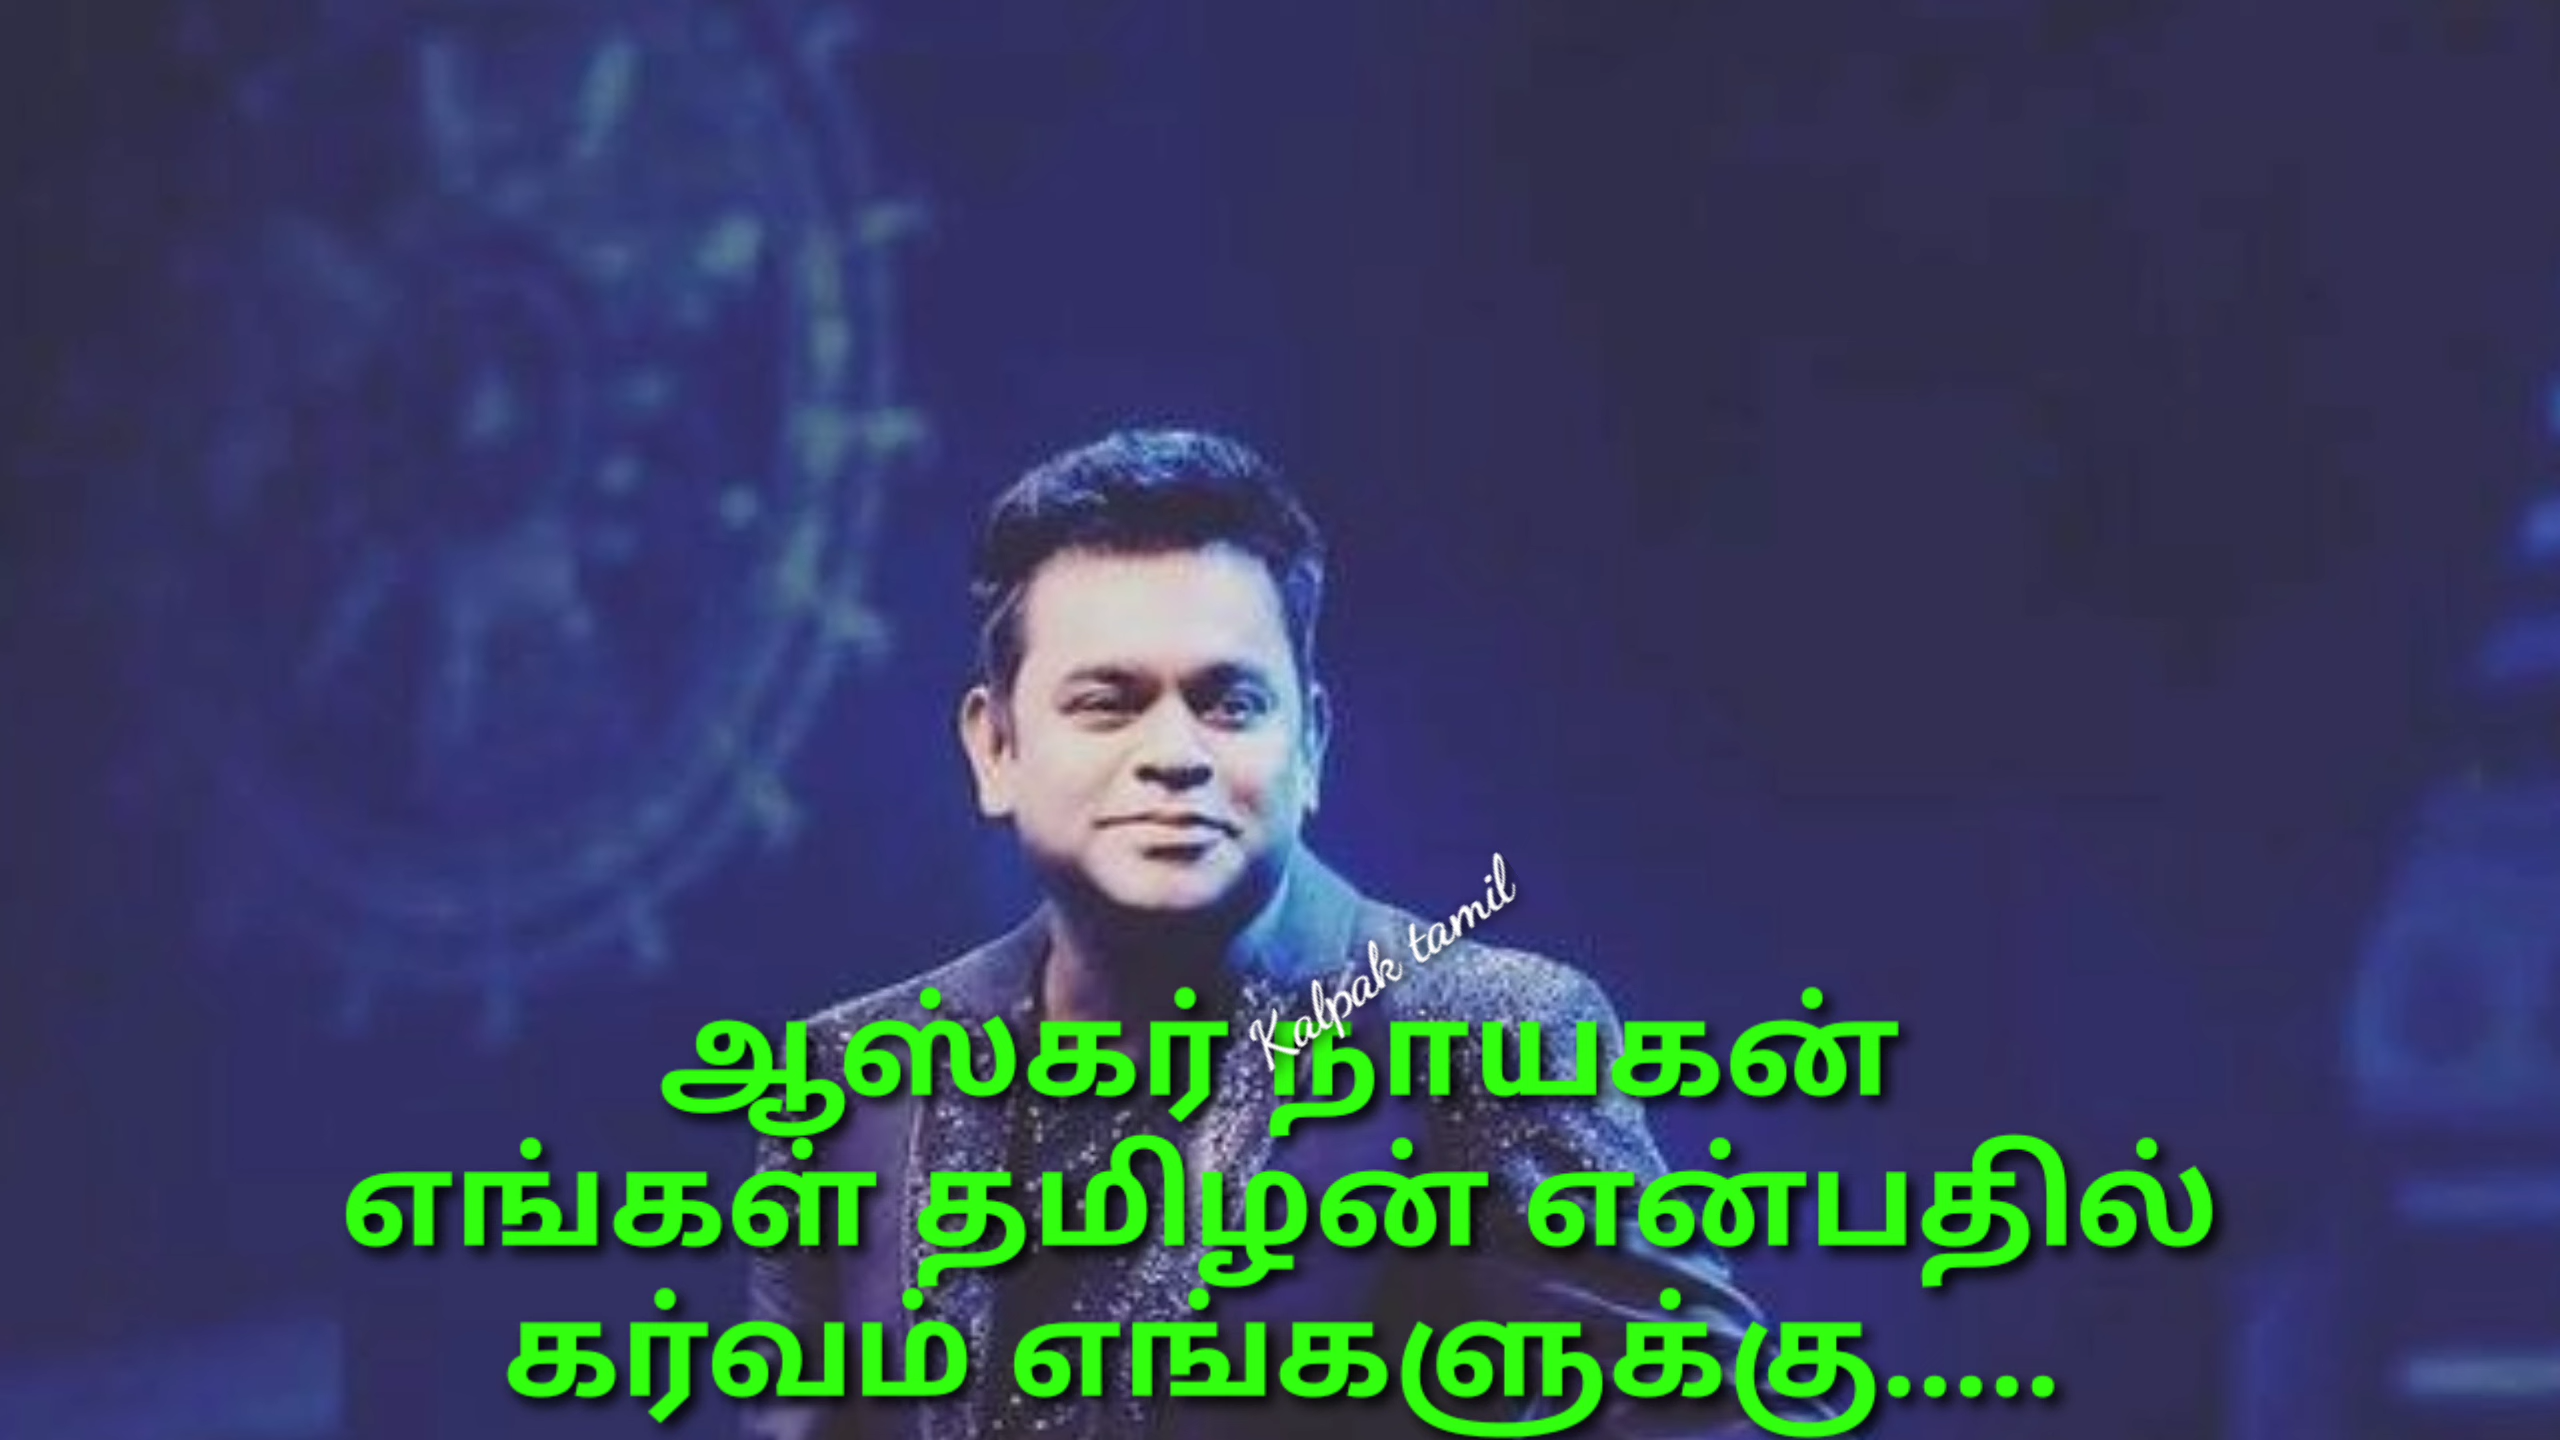 Kalpak tamil
ஆஸ்கர் நாயகன்
எங்கள் தமிழன் என்பதில்
கர்வம் எங்களுக்கு.....